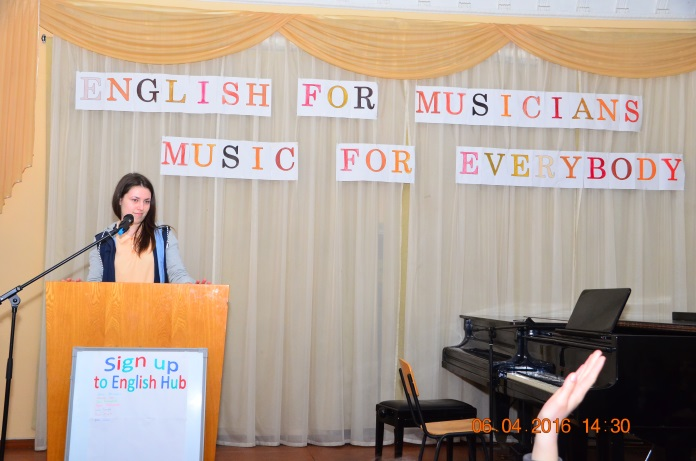 ENGLISH FOR MUSICIANS
MUSIC FOR EVERYBODY
Sign up
to English Hub
06.04.2016 14:30